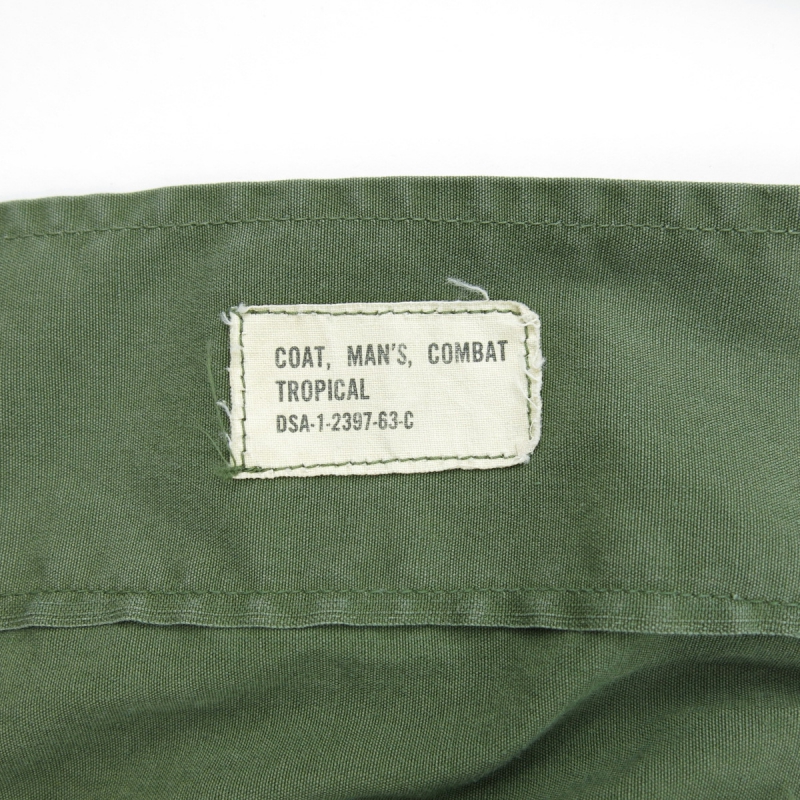 COAT, MAN'S, COMBAT
TROPICAL
DSA-1-2397-63-C